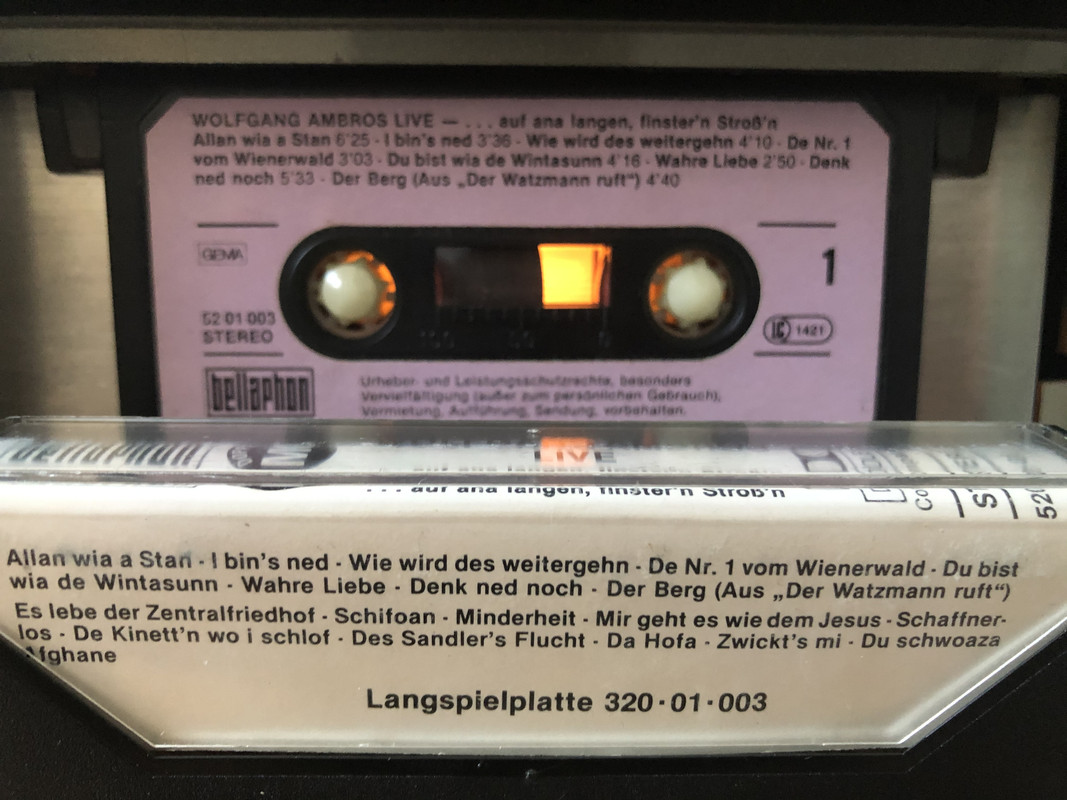 WOLFGANG AMBROS LIVE — . . . auf ana langen, finster'n Stroß'n
Allan wia a Stan 6'25 · I bin's ned 3'36 · Wie wird des weitergehn 4'10 · De Nr. 1
vom Wienerwald 3'03 · Du bist wia de Wintasunn 4'16 · Wahre Liebe 2'50 · Denk
ned noch 5'33 · Der Berg (Aus „Der Watzmann ruft“) 4'40
GEMA
1
52 01 003
STEREO
1421
100 50 0
bellaphon
Urheber- und Leistungsschutzrechte, besonders
Vervielfältigung (außer zum persönlichen Gebrauch),
Vermietung, Aufführung, Sendung, vorbehalten.
bellaphon
M
LIVE
. . . auf ana langen, finster'n Stroß'n
Allan wia a Stan · I bin's ned · Wie wird des weitergehn · De Nr. 1 vom Wienerwald · Du bist
wia de Wintasunn · Wahre Liebe · Denk ned noch · Der Berg (Aus „Der Watzmann ruft“)
Es lebe der Zentralfriedhof · Schifoan · Minderheit · Mir geht es wie dem Jesus · Schaffner-
los · De Kinett'n wo i schlof · Des Sandler's Flucht · Da Hofa · Zwickt's mi · Du schwoaza
Afghane
Langspielplatte 320·01·003